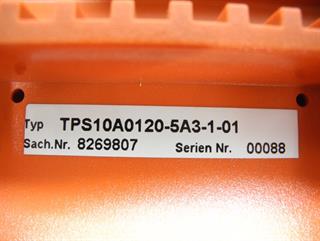 Typ TPS10A0120-5A3-1-01
Sach.Nr. 8269807 Serien Nr. 00088